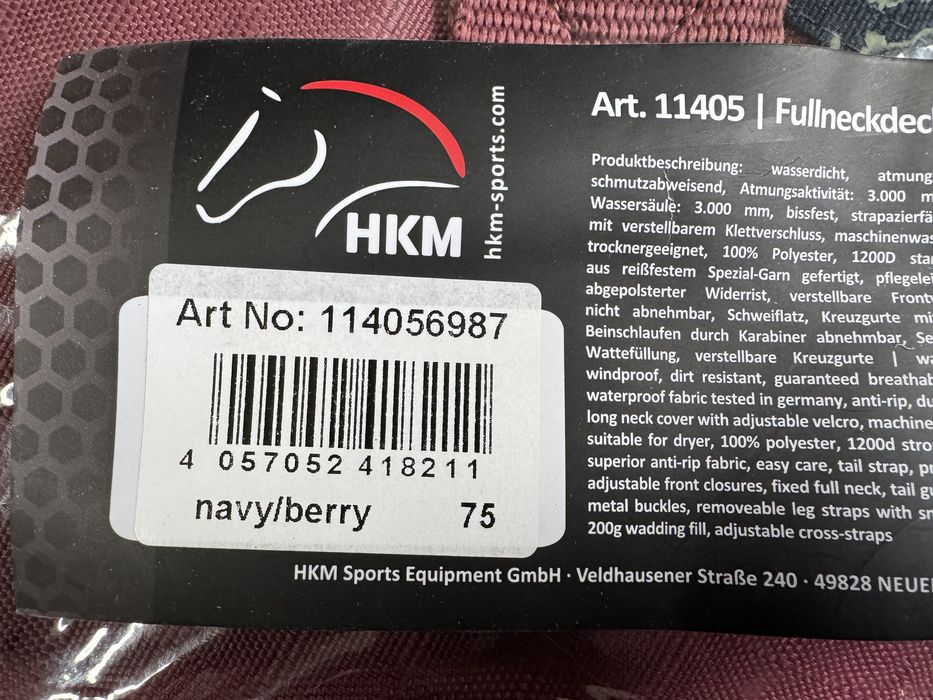 HKM
hkm-sports.com
Art No: 114056987
4 057052 418211
navy/berry 75
Art. 11405 | Fullneckdec
Produktbeschreibung: wasserdicht, atmung
schmutzabweisend, Atmungsaktivität: 3.000 m
Wassersäule: 3.000 mm, bissfest, strapazierfä
mit verstellbarem Klettverschluss, maschinenwas
trocknergeeignet, 100% Polyester, 1200D sta
aus reißfestem Spezial-Garn gefertigt, pflegelei
abgepolsterter Widerrist, verstellbare Front
nicht abnehmbar, Schweiflatz, Kreuzgurte mi
Beinschlaufen durch Karabiner abnehmbar, Se
Wattefüllung, verstellbare Kreuzgurte | wa
windproof, dirt resistant, guaranteed breathab
waterproof fabric tested in germany, anti-rip, du
long neck cover with adjustable velcro, machine
suitable for dryer, 100% polyester, 1200d stro
superior anti-rip fabric, easy care, tail strap, pr
adjustable front closures, fixed full neck, tail gu
metal buckles, removeable leg straps with sn
200g wadding fill, adjustable cross-straps
HKM Sports Equipment GmbH · Veldhausener Straße 240 · 49828 NEUE